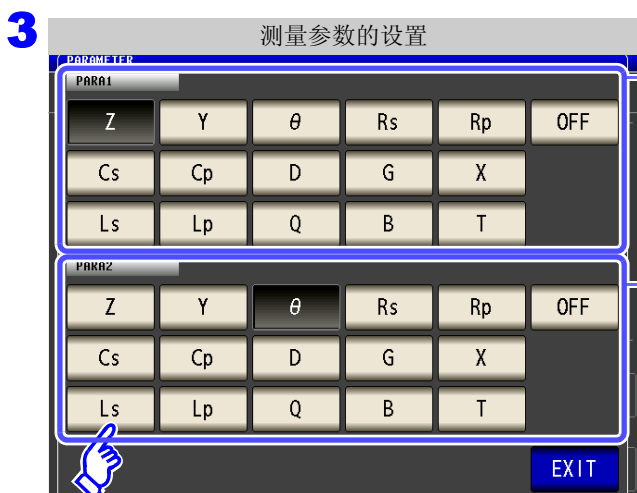 3
测量参数的设置
PARAMETER
PARA1
Z Y θ Rs Rp OFF
Cs Cp D G X
Ls Lp Q B T
PARA2
Z Y θ Rs Rp OFF
Cs Cp D G X
Ls Lp Q B T
EXIT